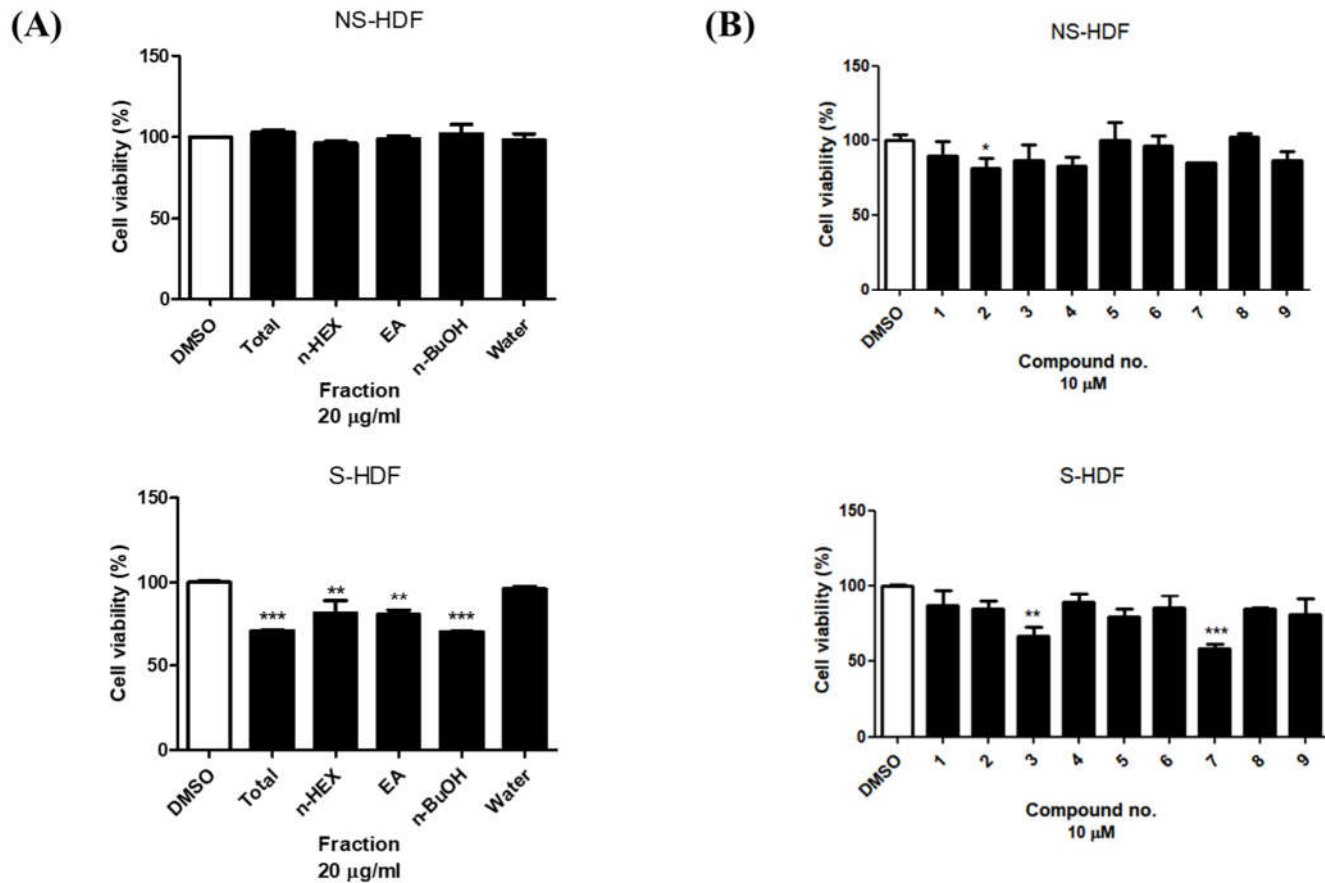 (A)
NS-HDF
Cell viability (%)
150
100
50
0
DMSO
Total
n-HEX
EA
n-BuOH
Water
Fraction
20 μg/ml
S-HDF
Cell viability (%)
150
100
50
0
***
**
**
***
DMSO
Total
n-HEX
EA
n-BuOH
Water
Fraction
20 μg/ml
(B)
NS-HDF
Cell viability (%)
150
100
50
0
*
DMSO
1
2
3
4
5
6
7
8
9
Compound no.
10 μM
S-HDF
Cell viability (%)
150
100
50
0
**
***
DMSO
1
2
3
4
5
6
7
8
9
Compound no.
10 μM